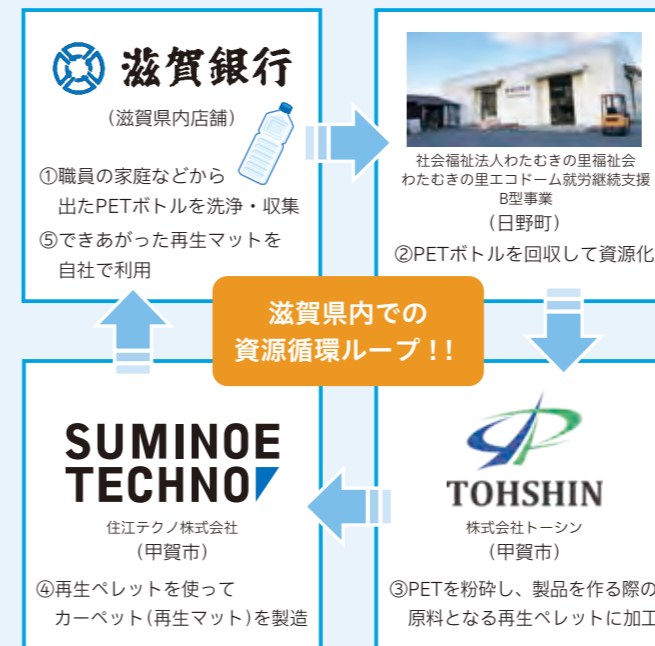 滋賀銀行
(滋賀県内店舗)
①職員の家庭などから
出たPETボトルを洗浄・収集
⑤できあがった再生マットを
自社で利用
社会福祉法人わたむきの里福祉会
わたむきの里エコドーム就労継続支援
B型事業
(日野町)
②PETボトルを回収して資源化
滋賀県内での
資源循環ループ!!
TOHSHIN
株式会社トーシン
(甲賀市)
③PETを粉砕し、製品を作る際の
原料となる再生ペレットに加工
SUMINOE
TECHNO
住江テクノ株式会社
(甲賀市)
④再生ペレットを使って
カーペット(再生マット)を製造